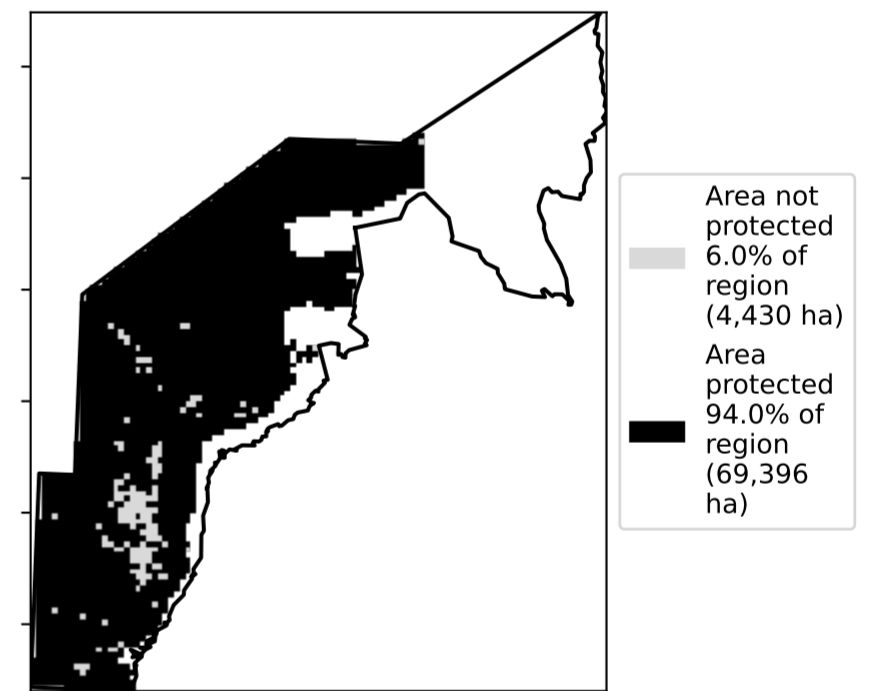 Area not
protected
6.0% of
region
(4,430 ha)
Area
protected
94.0% of
region
(69,396
ha)